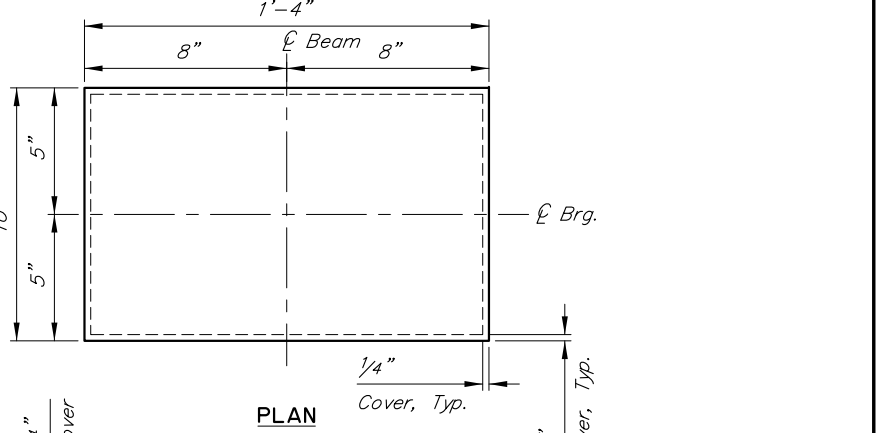 1'-4"
℄ Beam
8"
8"
5"
5"
℄ Brg.
1/4"
Cover, Typ.
PLAN